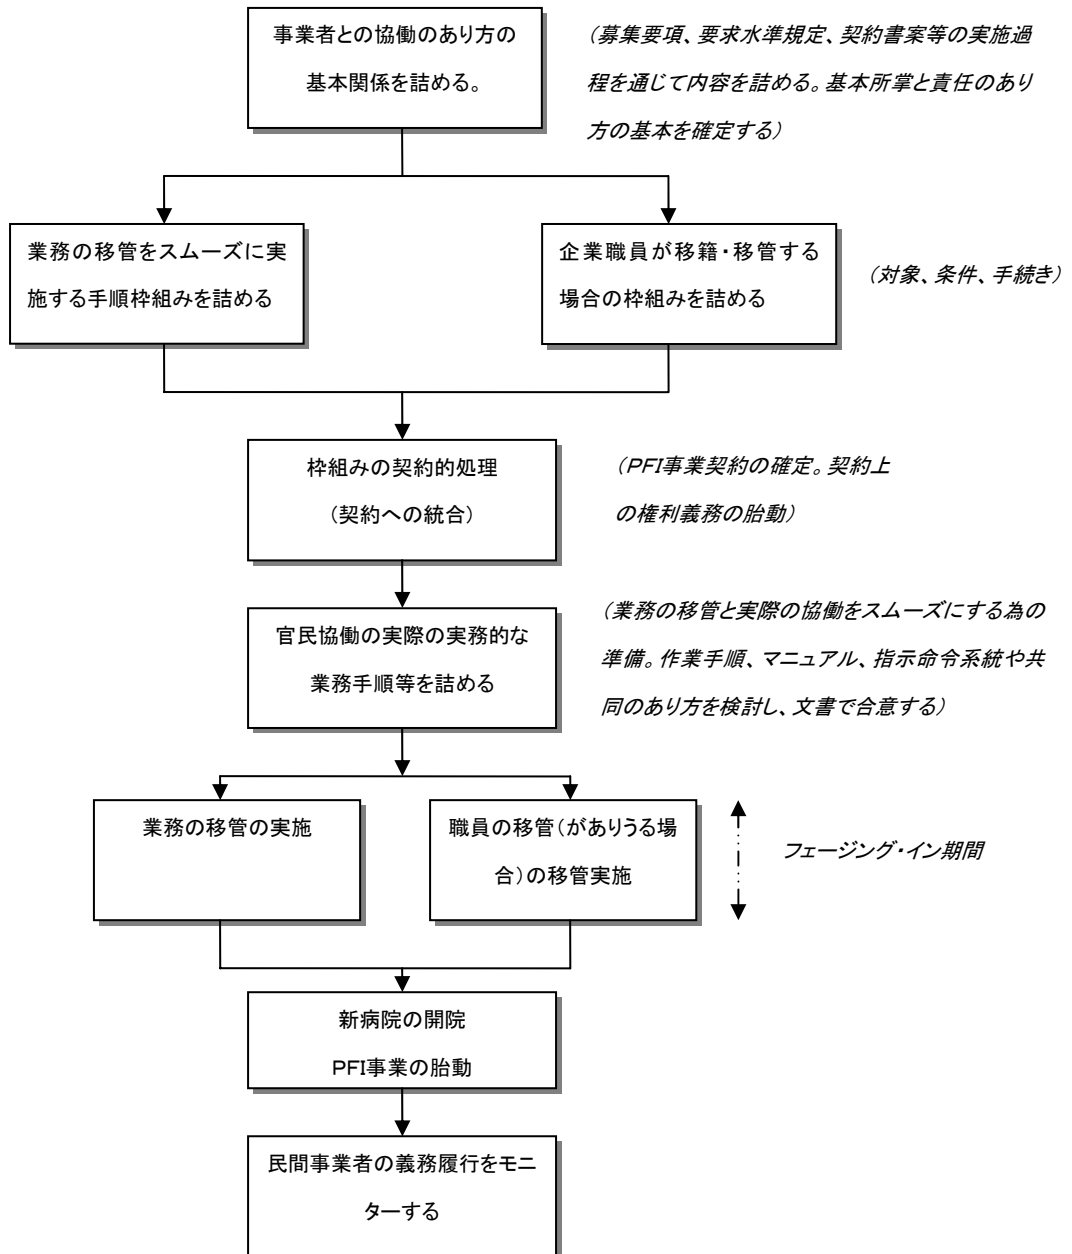 事業者との協働のあり方の
基本関係を詰める。
(募集要項、要求水準規定、契約書案等の実施過
程を通じて内容を詰める。基本所掌と責任のあり
方の基本を確定する)
業務の移管をスムーズに実
施する手順枠組みを詰める
企業職員が移籍・移管する
場合の枠組みを詰める
(対象、条件、手続き)
枠組みの契約的処理
(契約への統合)
(PFI事業契約の確定。契約上
の権利義務の胎動)
官民協働の実際の実務的な
業務手順等を詰める
(業務の移管と実際の協働をスムーズにする為の
準備。作業手順、マニュアル、指示命令系統や共
同のあり方を検討し、文書で合意する)
業務の移管の実施
職員の移管(がありうる場
合)の移管実施
フェージング・イン期間
新病院の開院
PFI事業の胎動
民間事業者の義務履行をモニ
ターする